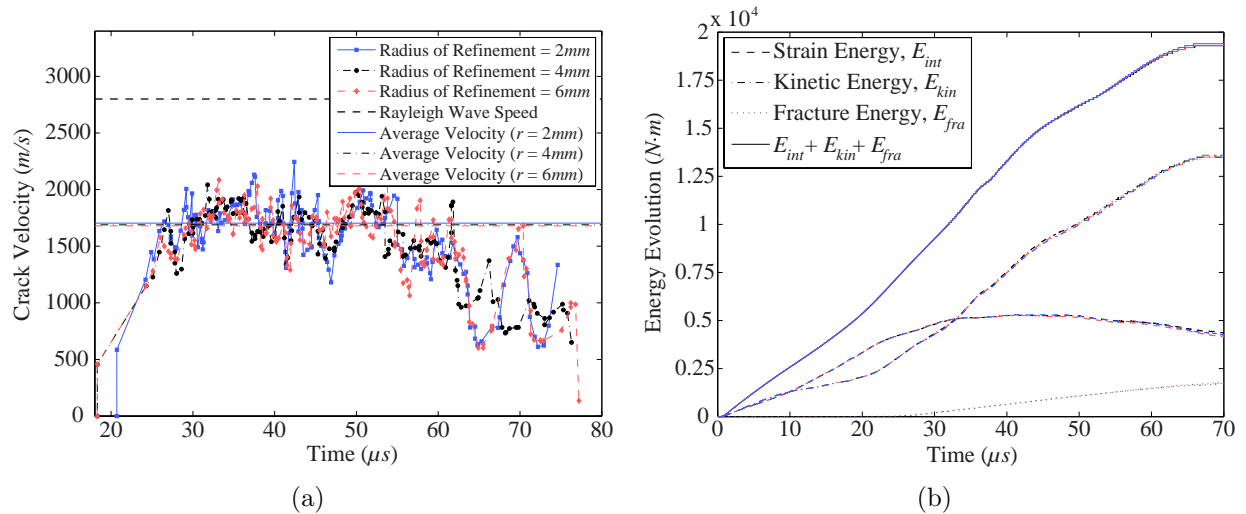 3000
2500
2000
1500
1000
500
0
Crack Velocity (m/s)
20 30 40 50 60 70 80
Time (μs)
Radius of Refinement = 2mm
Radius of Refinement = 4mm
Radius of Refinement = 6mm
Rayleigh Wave Speed
Average Velocity (r = 2mm)
Average Velocity (r = 4mm)
Average Velocity (r = 6mm)
(a)
2 x 10⁴
1.75
1.5
1.25
1.0
0.75
0.5
0.25
0
Energy Evolution (N·m)
0 10 20 30 40 50 60 70
Time (μs)
Strain Energy, E_int
Kinetic Energy, E_kin
Fracture Energy, E_fra
E_int + E_kin + E_fra
(b)